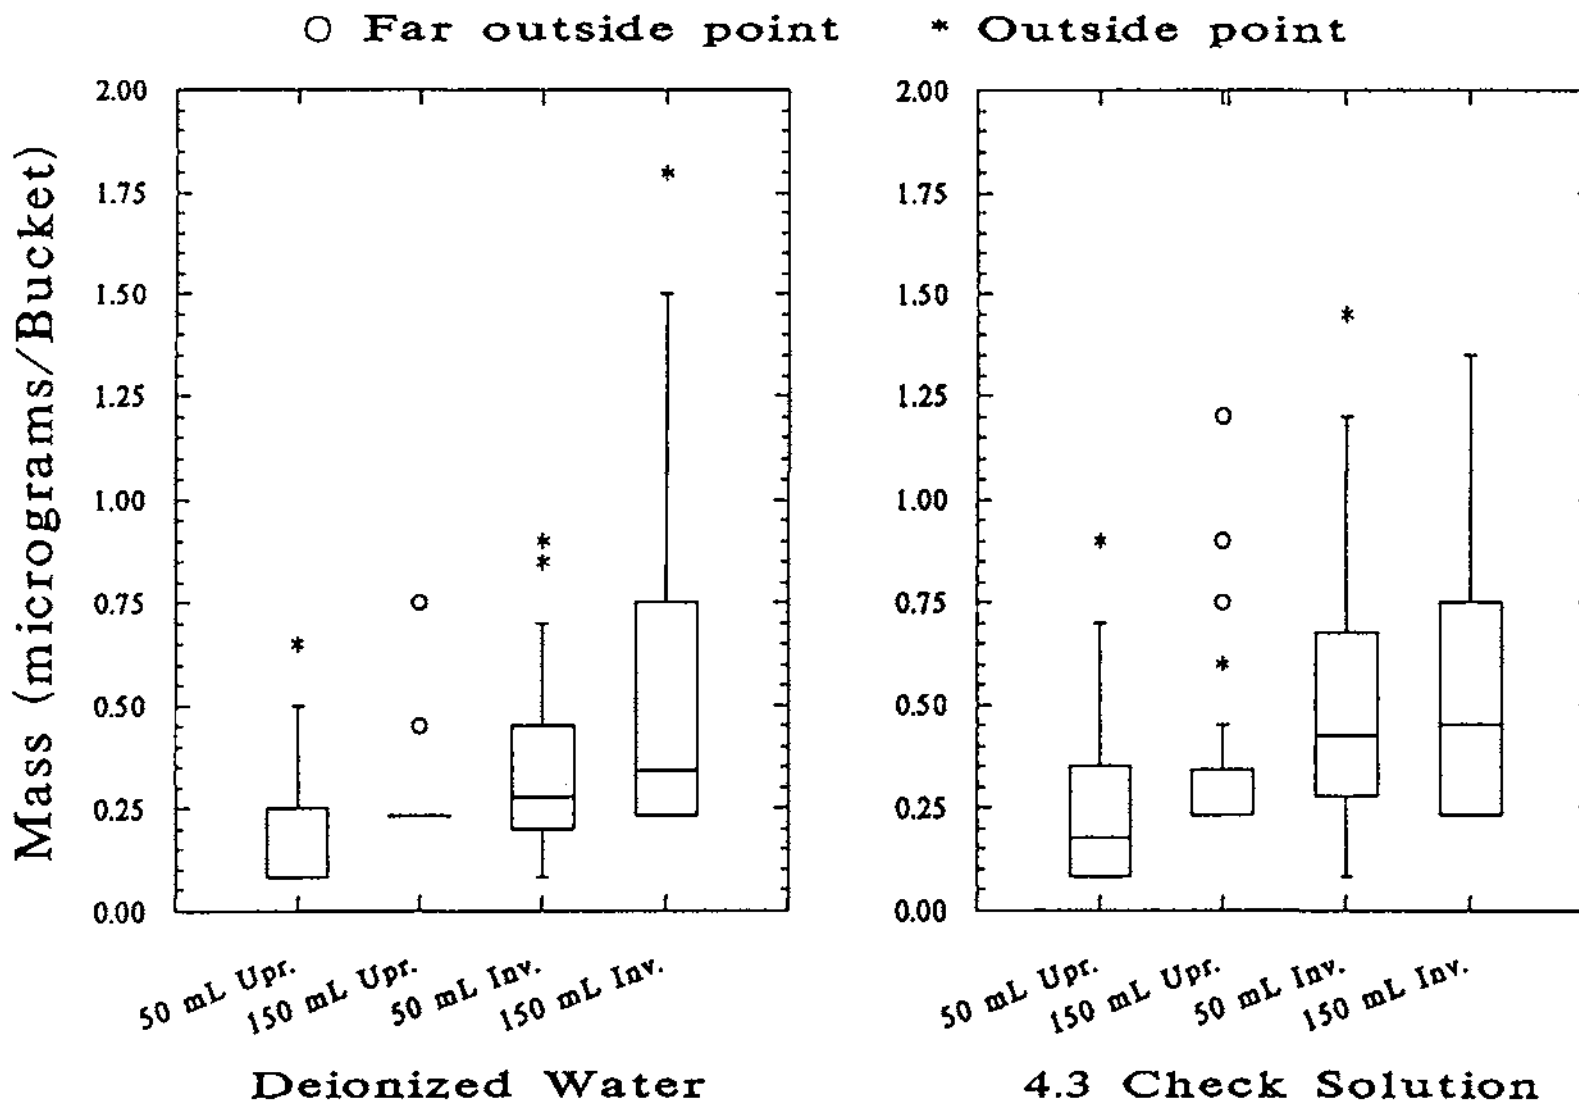 ○ Far outside point * Outside point
Mass (micrograms/Bucket)
2.00
1.75
1.50
1.25
1.00
0.75
0.50
0.25
0.00
50 mL Upr.
150 mL Upr.
50 mL Inv.
150 mL Inv.
Deionized Water
2.00
1.75
1.50
1.25
1.00
0.75
0.50
0.25
0.00
50 mL Upr.
150 mL Upr.
50 mL Inv.
150 mL Inv.
4.3 Check Solution